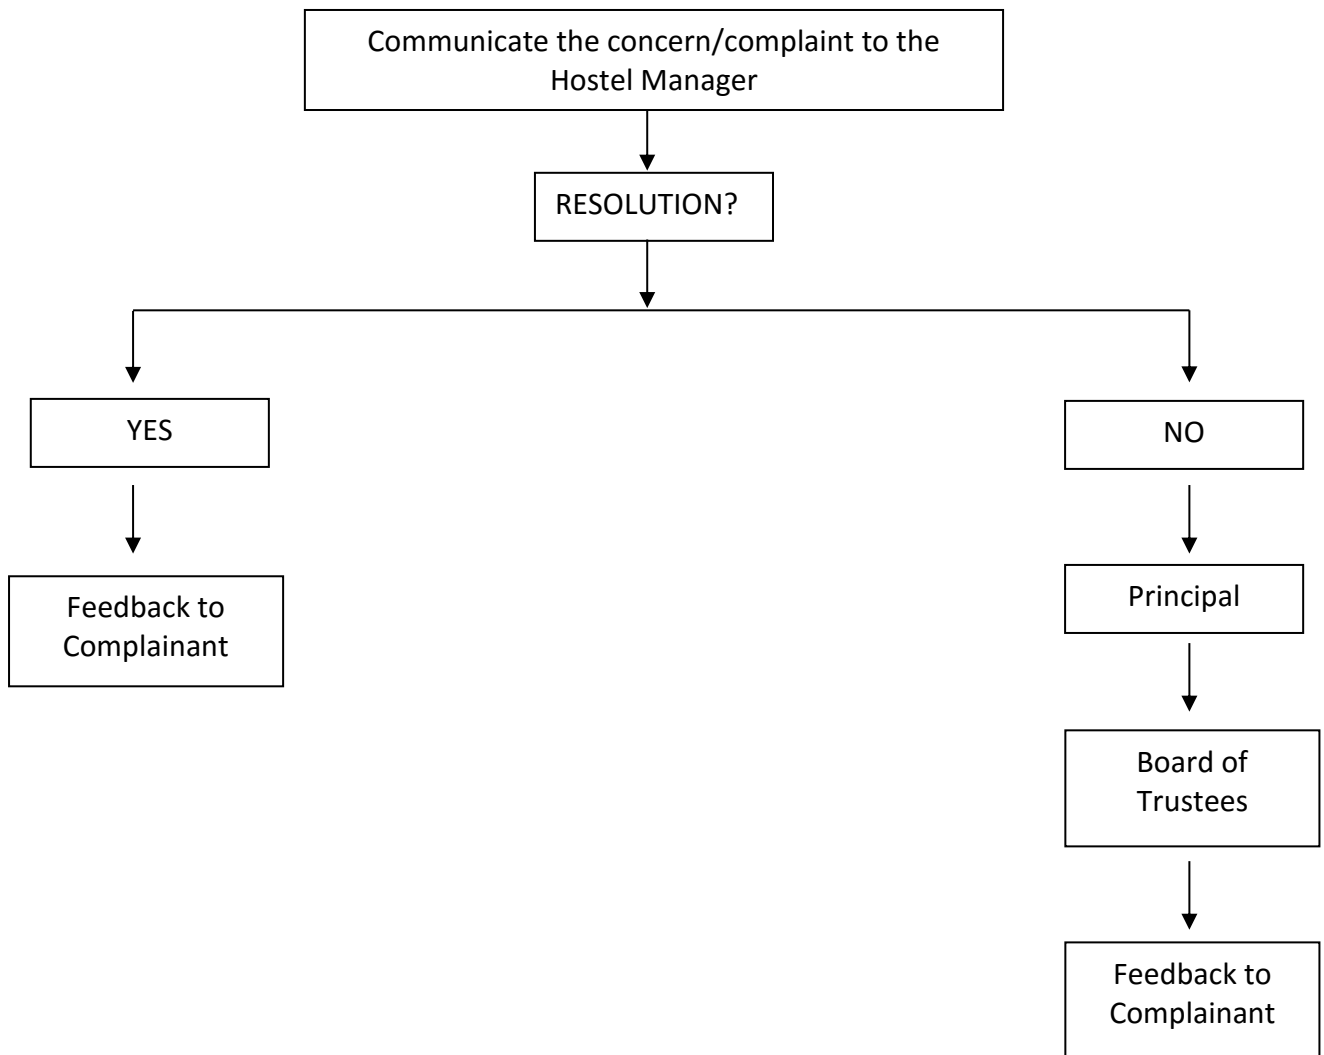 Communicate the concern/complaint to the
Hostel Manager
RESOLUTION?
YES
NO
Feedback to
Complainant
Principal
Board of
Trustees
Feedback to
Complainant